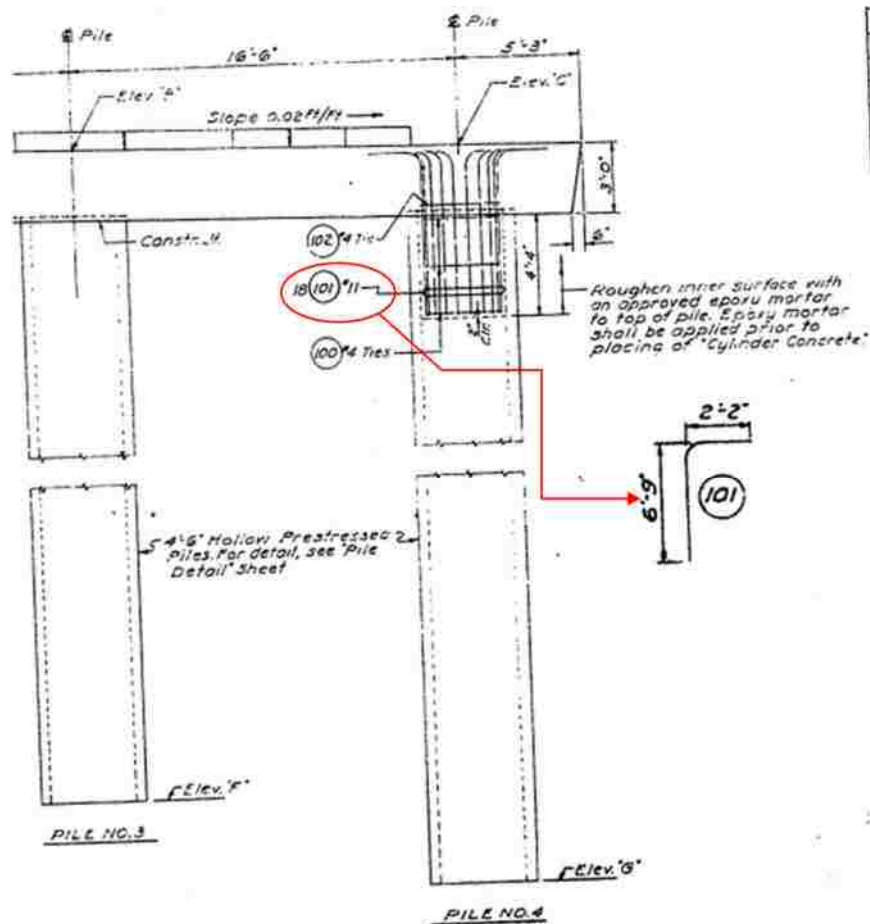 ℄ Pile
℄ Pile
16'-6"
5'-3"
Elev. "F"
Elev. "G"
Slope 0.02 Ft/Ft
3'-0"
6"
Const. Jt.
102 #4 Tie
4'-4"
18 101 #11
100 #4 Ties
Clr.
Roughen inner surface with
an approved epoxy mortar
to top of pile. Epoxy mortar
shall be applied prior to
placing of "Cylinder Concrete"
2'-2"
6'-9"
101
4'-6" Hollow Prestressed
Piles. For detail, see "Pile
Detail" Sheet
Elev. "F"
PILE NO. 3
Elev. "G"
PILE NO. 4